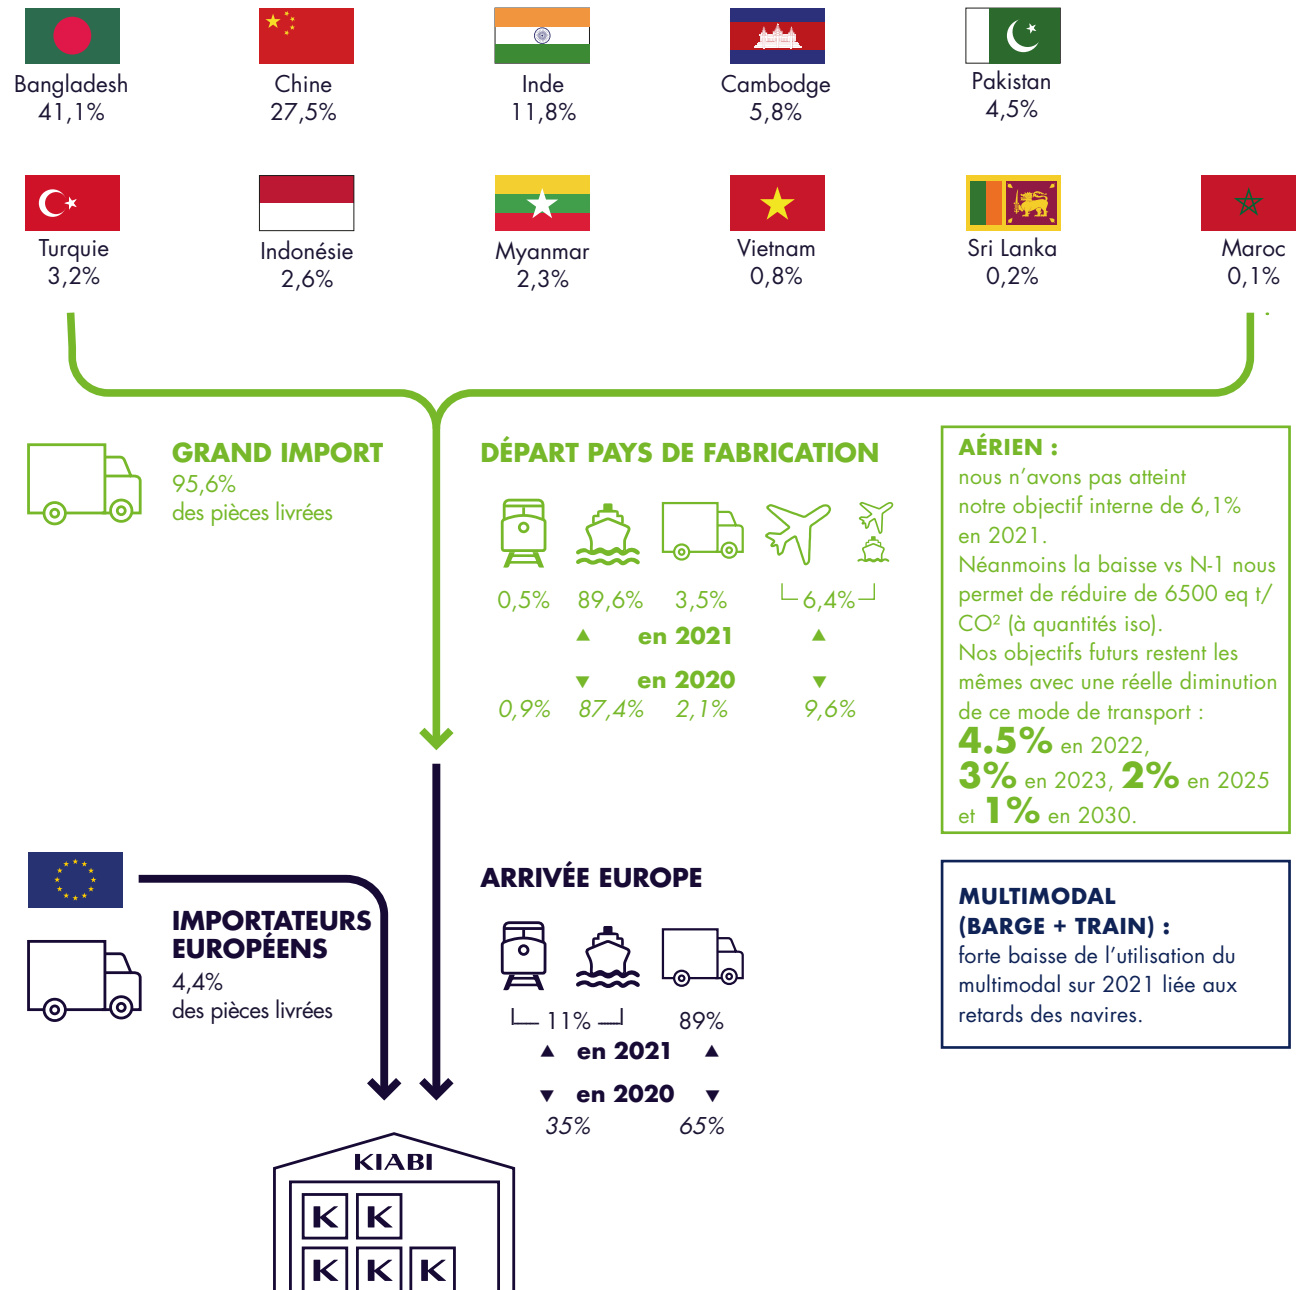 Bangladesh
41,1%
Chine
27,5%
Inde
11,8%
Cambodge
5,8%
Pakistan
4,5%
Turquie
3,2%
Indonésie
2,6%
Myanmar
2,3%
Vietnam
0,8%
Sri Lanka
0,2%
Maroc
0,1%
GRAND IMPORT
95,6%
des pièces livrées
DÉPART PAYS DE FABRICATION
0,5% 89,6% 3,5% 6,4%
en 2021
en 2020
0,9% 87,4% 2,1% 9,6%
AÉRIEN :
nous n’avons pas atteint
notre objectif interne de 6,1%
en 2021.
Néanmoins la baisse vs N-1 nous
permet de réduire de 6500 eq t/
CO² (à quantités iso).
Nos objectifs futurs restent les
mêmes avec une réelle diminution
de ce mode de transport :
4.5% en 2022,
3% en 2023, 2% en 2025
et 1% en 2030.
IMPORTATEURS
EUROPÉENS
4,4%
des pièces livrées
ARRIVÉE EUROPE
11% 89%
en 2021
en 2020
35% 65%
MULTIMODAL
(BARGE + TRAIN) :
forte baisse de l’utilisation du
multimodal sur 2021 liée aux
retards des navires.
KIABI
K K
K K K